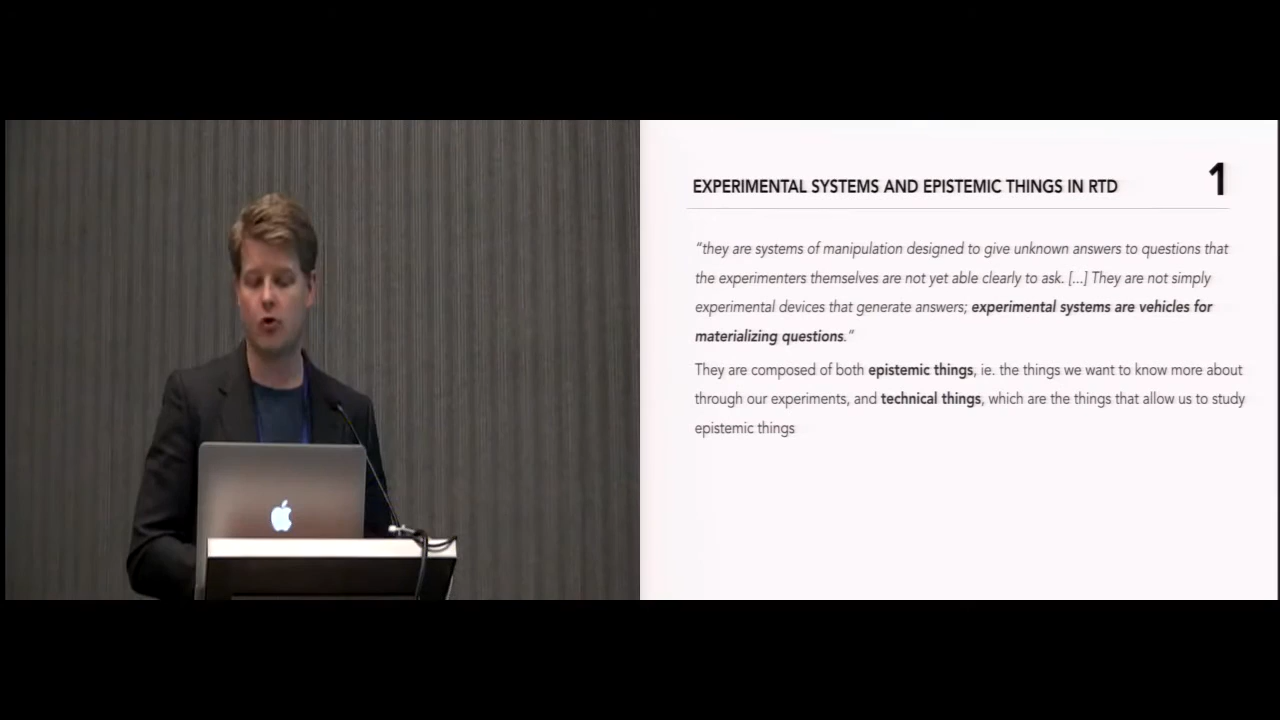 EXPERIMENTAL SYSTEMS AND EPISTEMIC THINGS IN RTD
1
“they are systems of manipulation designed to give unknown answers to questions that
the experimenters themselves are not yet able clearly to ask. [...] They are not simply
experimental devices that generate answers; experimental systems are vehicles for
materializing questions.”
They are composed of both epistemic things, ie. the things we want to know more about
through our experiments, and technical things, which are the things that allow us to study
epistemic things